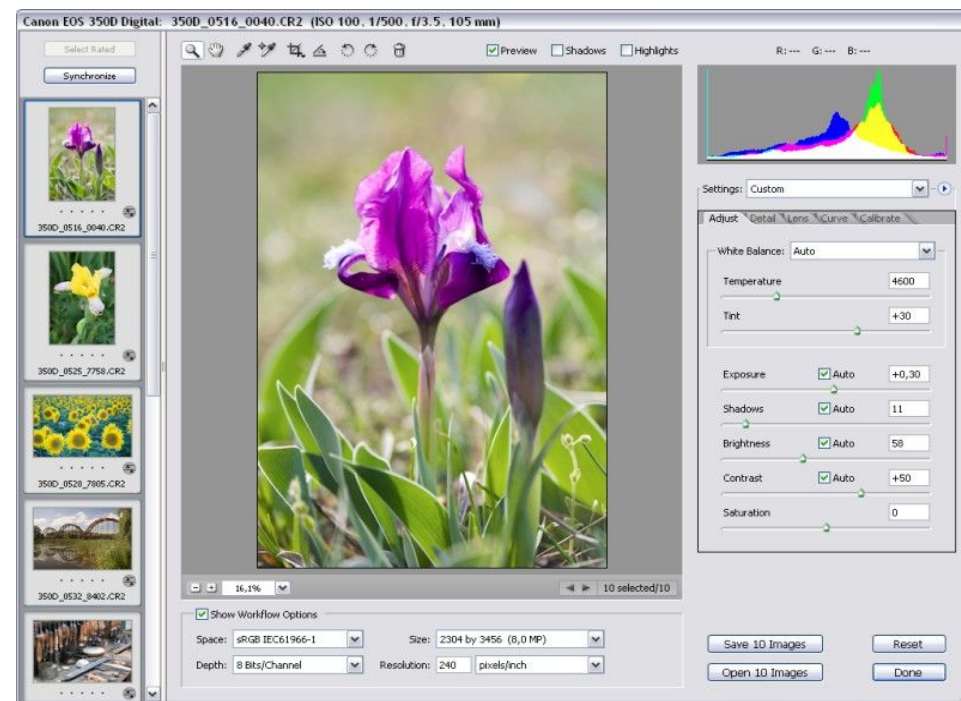 Canon EOS 350D Digital: 350D_0516_0040.CR2 (ISO 100, 1/500, f/3.5, 105 mm)
Select Rated
Synchronize
350D_0516_0040.CR2
350D_0525_7758.CR2
350D_0528_7805.CR2
350D_0532_8402.CR2
Preview
Shadows
Highlights
R: --- G: --- B: ---
16,1%
10 selected/10
Show Workflow Options
Space: sRGB IEC61966-1
Size: 2304 by 3456 (8,0 MP)
Depth: 8 Bits/Channel
Resolution: 240 pixels/inch
Settings: Custom
Adjust Detail Lens Curve Calibrate
White Balance: Auto
Temperature 4600
Tint +30
Exposure Auto +0,30
Shadows Auto 11
Brightness Auto 58
Contrast Auto +50
Saturation 0
Save 10 Images
Reset
Open 10 Images
Done